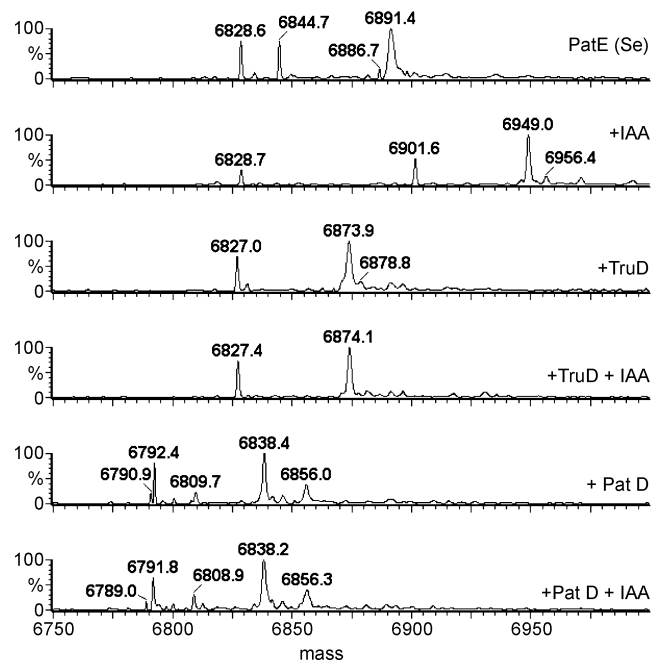 6828.6 6844.7 6891.4 PatE (Se)
100
% 6886.7
0
6949.0 +IAA
100
% 6828.7 6901.6 6956.4
0
6873.9
100 6827.0 6878.8
% +TruD
0
6874.1
100 6827.4
% +TruD + IAA
0
6838.4
100 6792.4
% 6790.9 6809.7 6856.0 + Pat D
0
6838.2
100 6791.8
% 6789.0 6808.9 6856.3 +Pat D + IAA
0
6750 6800 6850 6900 6950
mass